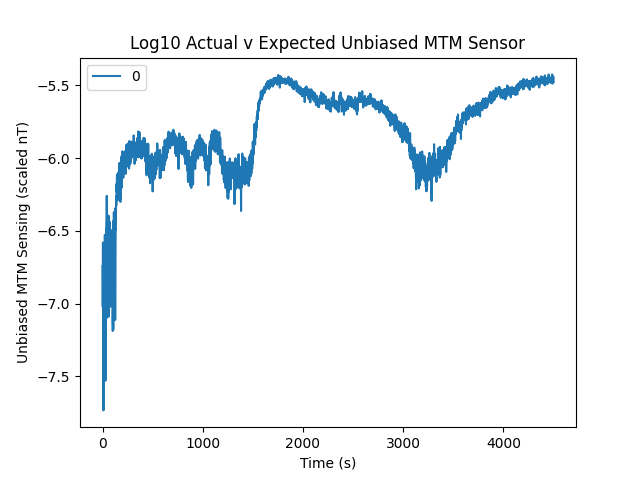 Log10 Actual v Expected Unbiased MTM Sensor
0
Unbiased MTM Sensing (scaled nT)
−5.5
−6.0
−6.5
−7.0
−7.5
0 1000 2000 3000 4000
Time (s)